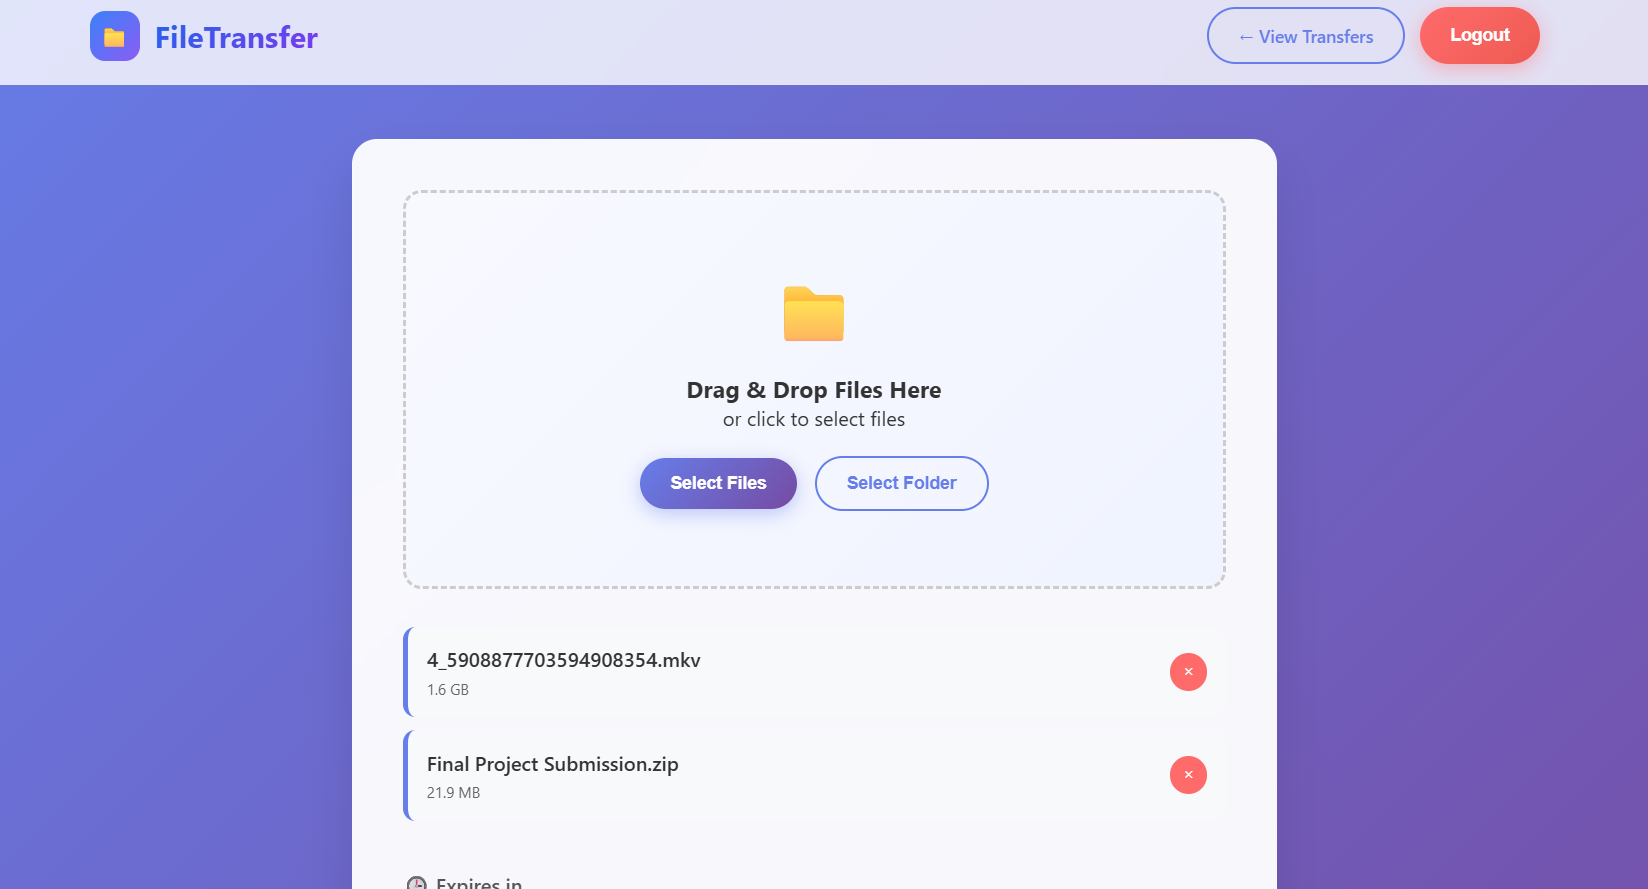 FileTransfer
← View Transfers
Logout
Drag & Drop Files Here
or click to select files
Select Files
Select Folder
4_5908877703594908354.mkv
1.6 GB
×
Final Project Submission.zip
21.9 MB
×
Expires in